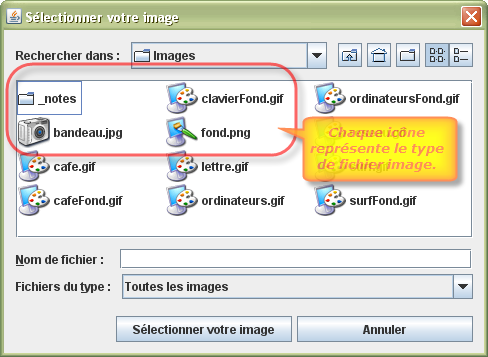 Sélectionner votre image
Rechercher dans :
Images
_notes
clavierFond.gif
ordinateursFond.gif
bandeau.jpg
fond.png
Chaque icône
représente le type
de fichier image.
cafe.gif
lettre.gif
cafeFond.gif
ordinateurs.gif
surfFond.gif
Nom de fichier :
Fichiers du type :
Toutes les images
Sélectionner votre image
Annuler